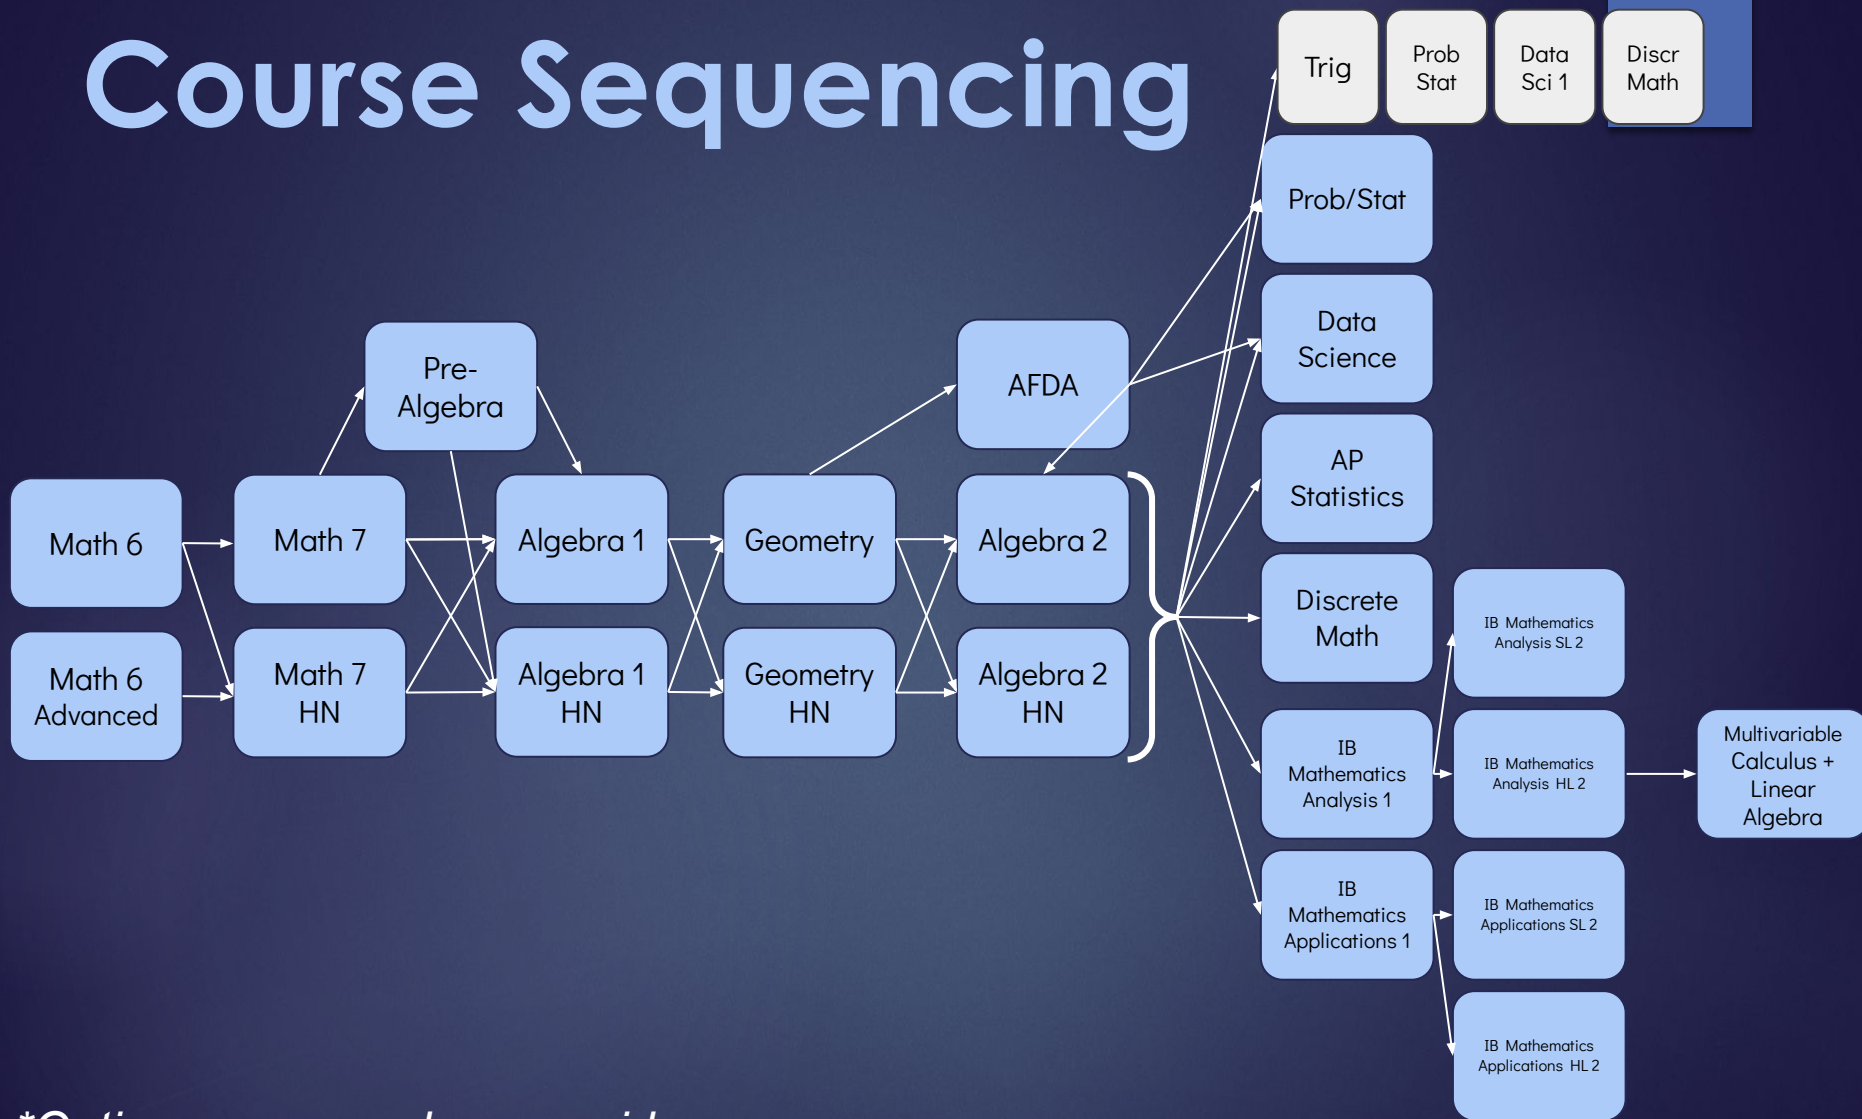 Course Sequencing
Trig
Prob
Stat
Data
Sci 1
Discr
Math
Prob/Stat
Data
Science
Pre-
Algebra
AFDA
AP
Statistics
Math 6
Math 7
Algebra 1
Geometry
Algebra 2
Discrete
Math
IB Mathematics
Analysis SL 2
Math 6
Advanced
Math 7
HN
Algebra 1
HN
Geometry
HN
Algebra 2
HN
IB
Mathematics
Analysis 1
IB Mathematics
Analysis HL 2
Multivariable
Calculus +
Linear
Algebra
IB
Mathematics
Applications 1
IB Mathematics
Applications SL 2
IB Mathematics
Applications HL 2